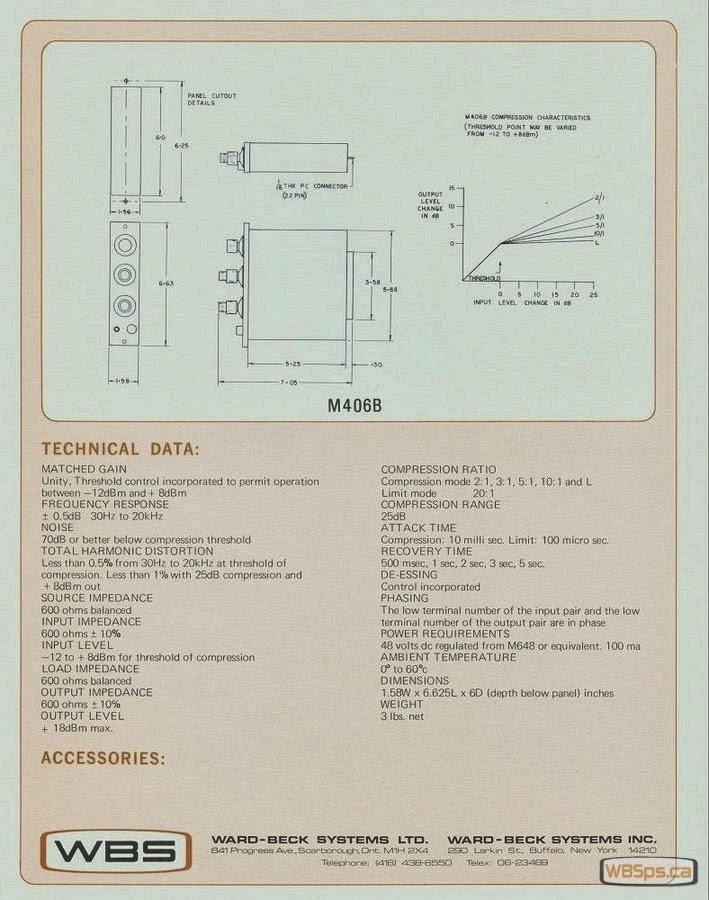 PANEL CUTOUT
DETAILS
6·0
6·25
1·56
1/8 THK PC CONNECTOR
(22 PIN)
6·63
1·58
3·58
5·88
5·25
·30
7·05
M406B COMPRESSION CHARACTERISTICS
(THRESHOLD POINT MAY BE VARIED
FROM -12 TO +8dBm)
OUTPUT
LEVEL
CHANGE
IN dB
15
10
5
0
2/1
3/1
5/1
10/1
L
THRESHOLD
0 5 10 15 20 25
INPUT LEVEL CHANGE IN dB
M406B
TECHNICAL DATA:
MATCHED GAIN
Unity, Threshold control incorporated to permit operation
between —12dBm and + 8dBm
FREQUENCY RESPONSE
± 0.5dB 30Hz to 20kHz
NOISE
70dB or better below compression threshold
TOTAL HARMONIC DISTORTION
Less than 0.5% from 30Hz to 20kHz at threshold of
compression. Less than 1% with 25dB compression and
+ 8dBm out
SOURCE IMPEDANCE
600 ohms balanced
INPUT IMPEDANCE
600 ohms ± 10%
INPUT LEVEL
—12 to + 8dBm for threshold of compression
LOAD IMPEDANCE
600 ohms balanced
OUTPUT IMPEDANCE
600 ohms ± 10%
OUTPUT LEVEL
+ 18dBm max.
COMPRESSION RATIO
Compression mode 2:1, 3:1, 5:1, 10:1 and L
Limit mode 20:1
COMPRESSION RANGE
25dB
ATTACK TIME
Compression: 10 milli sec. Limit: 100 micro sec.
RECOVERY TIME
500 msec, 1 sec, 2 sec, 3 sec, 5 sec.
DE-ESSING
Control incorporated
PHASING
The low terminal number of the input pair and the low
terminal number of the output pair are in phase
POWER REQUIREMENTS
48 volts dc regulated from M648 or equivalent. 100 ma
AMBIENT TEMPERATURE
0° to 60°c
DIMENSIONS
1.58W x 6.625L x 6D (depth below panel) inches
WEIGHT
3 lbs. net
ACCESSORIES:
WBS
WARD-BECK SYSTEMS LTD. WARD-BECK SYSTEMS INC.
841 Progress Ave., Scarborough, Ont. M1H 2X4 290 Larkin St., Buffalo, New York 14210
Telephone: (416) 438-6550 Telex: 06-23469
WBSps.ca